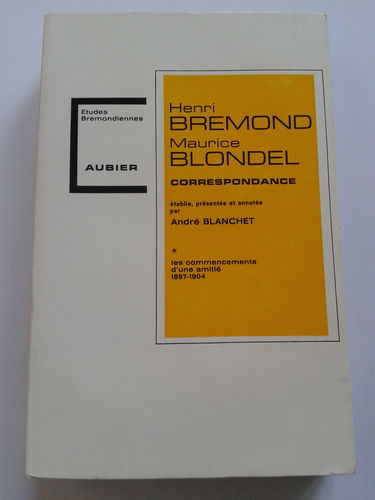 Etudes
Bremondiennes
AUBIER
Henri
BREMOND
Maurice
BLONDEL
CORRESPONDANCE
établie, présentée et annotée
par
André BLANCHET
*
les commencements
d'une amitié
1897-1904